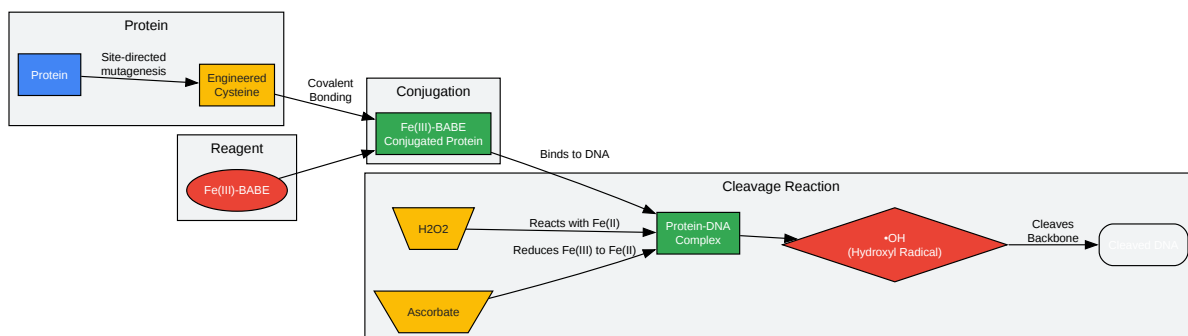 Protein
Protein
Site-directed
mutagenesis
Engineered
Cysteine
Covalent
Bonding
Reagent
Fe(III)-BABE
Conjugation
Fe(III)-BABE
Conjugated Protein
Binds to DNA
Cleavage Reaction
H2O2
Reacts with Fe(II)
Reduces Fe(III) to Fe(II)
Ascorbate
Protein-DNA
Complex
•OH
(Hydroxyl Radical)
Cleaves
Backbone
Cleaved DNA